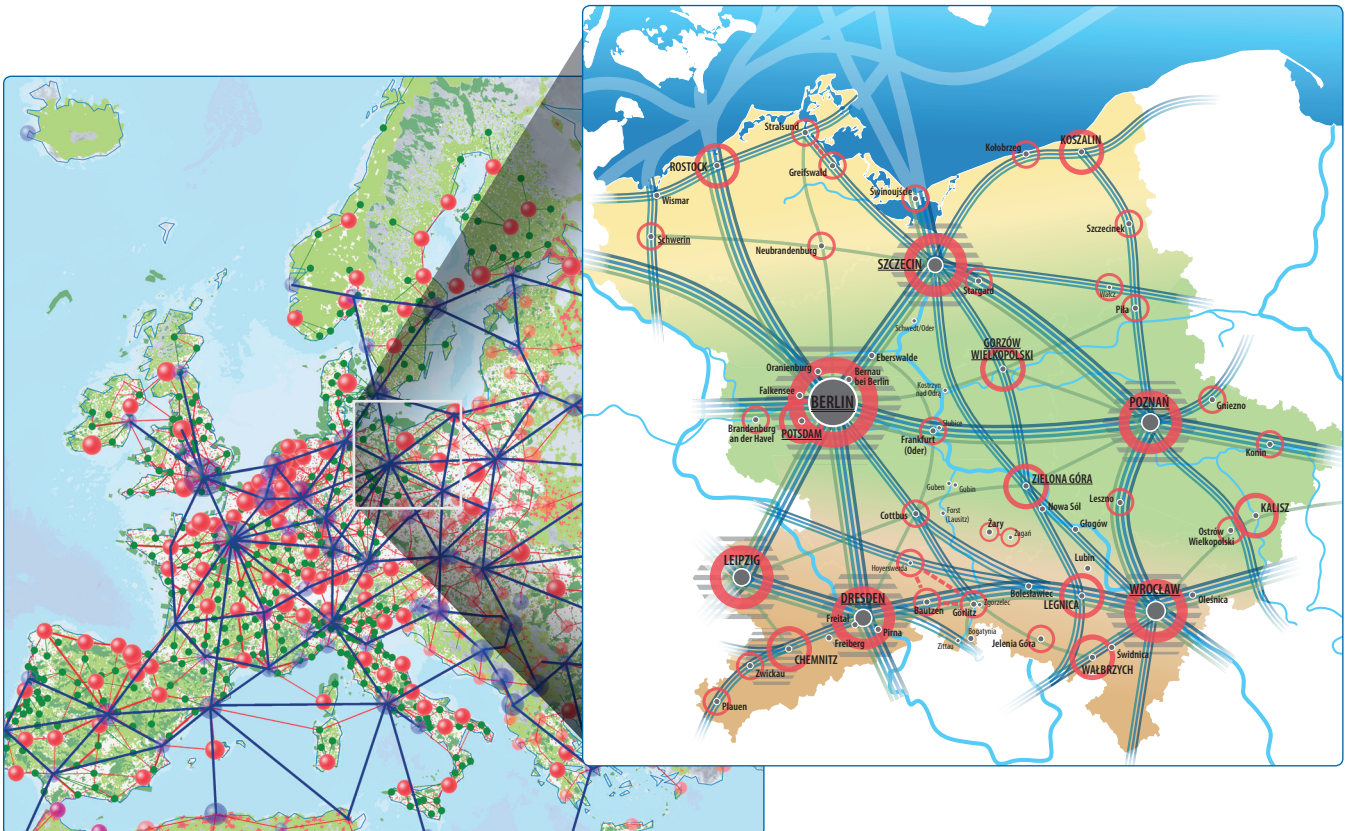 Stralsund
ROSTOCK
Greifswald
Wismar
Schwerin
Neubrandenburg
Świnoujście
Kołobrzeg
KOSZALIN
Szczecinek
SZCZECIN
Stargard
Wałcz
Piła
Schwedt/Oder
GORZÓW
WIELKOPOLSKI
Eberswalde
Oranienburg
Bernau
bei Berlin
Falkensee
BERLIN
Kostrzyn
nad Odrą
POZNAŃ
Gniezno
Brandenburg
an der Havel
POTSDAM
Słubice
Frankfurt
(Oder)
Konin
Guben
Gubin
ZIELONA GÓRA
Nowa Sól
Leszno
KALISZ
Cottbus
Forst
(Lausitz)
Żary
Żagań
Głogów
Ostrów
Wielkopolski
LEIPZIG
Hoyerswerda
Lubin
DRESDEN
Bautzen
Görlitz
Zgorzelec
Bolesławiec
LEGNICA
WROCŁAW
Oleśnica
Freital
Pirna
Freiberg
Bogatynia
Zittau
Jelenia Góra
Świdnica
WAŁBRZYCH
CHEMNITZ
Zwickau
Plauen